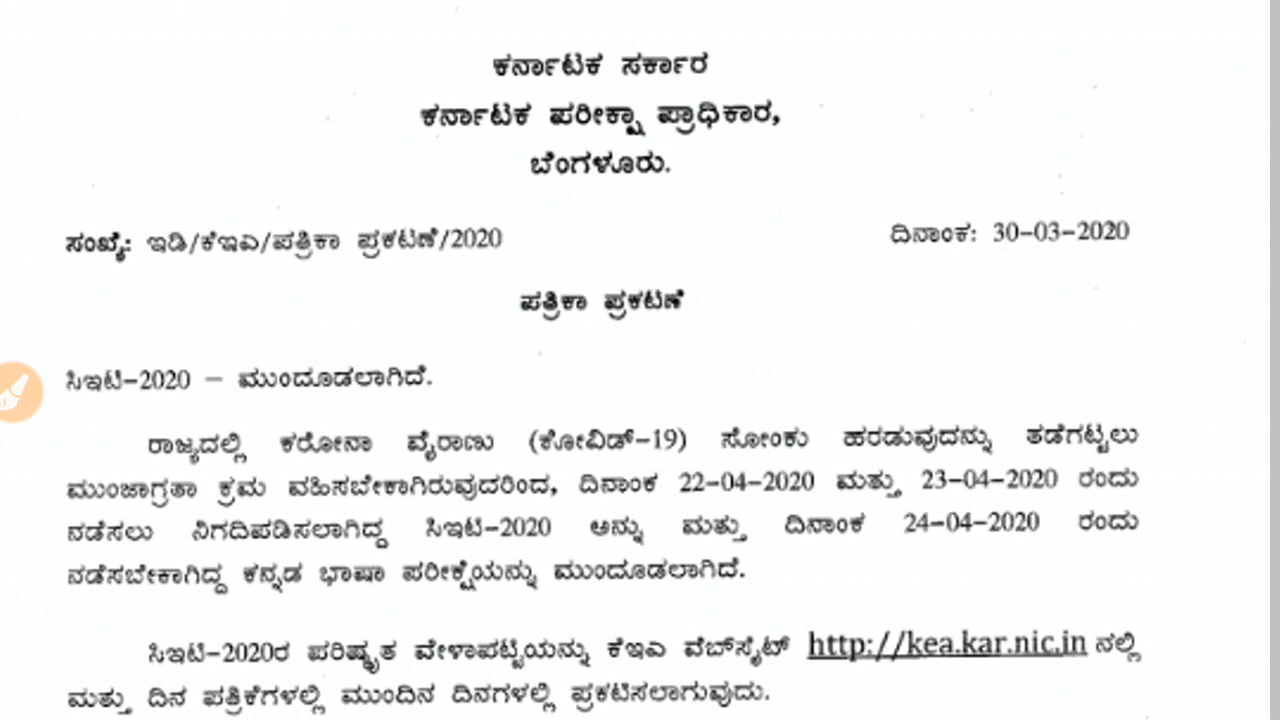 ಕರ್ನಾಟಕ ಸರ್ಕಾರ
ಕರ್ನಾಟಕ ಪರೀಕ್ಷಾ ಪ್ರಾಧಿಕಾರ,
ಬೆಂಗಳೂರು.
ಸಂಖ್ಯೆ: ಇಡಿ/ಕೆಇಎ/ಪತ್ರಿಕಾ ಪ್ರಕಟಣೆ/2020 ದಿನಾಂಕ: 30-03-2020
ಪತ್ರಿಕಾ ಪ್ರಕಟಣೆ
ಸಿಇಟಿ-2020 – ಮುಂದೂಡಲಾಗಿದೆ.
ರಾಜ್ಯದಲ್ಲಿ ಕರೋನಾ ವೈರಾಣು (ಕೋವಿಡ್-19) ಸೋಂಕು ಹರಡುವುದನ್ನು ತಡೆಗಟ್ಟಲು
ಮುಂಜಾಗ್ರತಾ ಕ್ರಮ ವಹಿಸಬೇಕಾಗಿರುವುದರಿಂದ, ದಿನಾಂಕ 22-04-2020 ಮತ್ತು 23-04-2020 ರಂದು
ನಡೆಸಲು ನಿಗದಿಪಡಿಸಲಾಗಿದ್ದ ಸಿಇಟಿ-2020 ಅನ್ನು ಮತ್ತು ದಿನಾಂಕ 24-04-2020 ರಂದು
ನಡೆಸಬೇಕಾಗಿದ್ದ ಕನ್ನಡ ಭಾಷಾ ಪರೀಕ್ಷೆಯನ್ನು ಮುಂದೂಡಲಾಗಿದೆ.
ಸಿಇಟಿ-2020ರ ಪರಿಷ್ಕೃತ ವೇಳಾಪಟ್ಟಿಯನ್ನು ಕೆಇಎ ವೆಬ್‌ಸೈಟ್ http://kea.kar.nic.in ನಲ್ಲಿ
ಮತ್ತು ದಿನ ಪತ್ರಿಕೆಗಳಲ್ಲಿ ಮುಂದಿನ ದಿನಗಳಲ್ಲಿ ಪ್ರಕಟಿಸಲಾಗುವುದು.